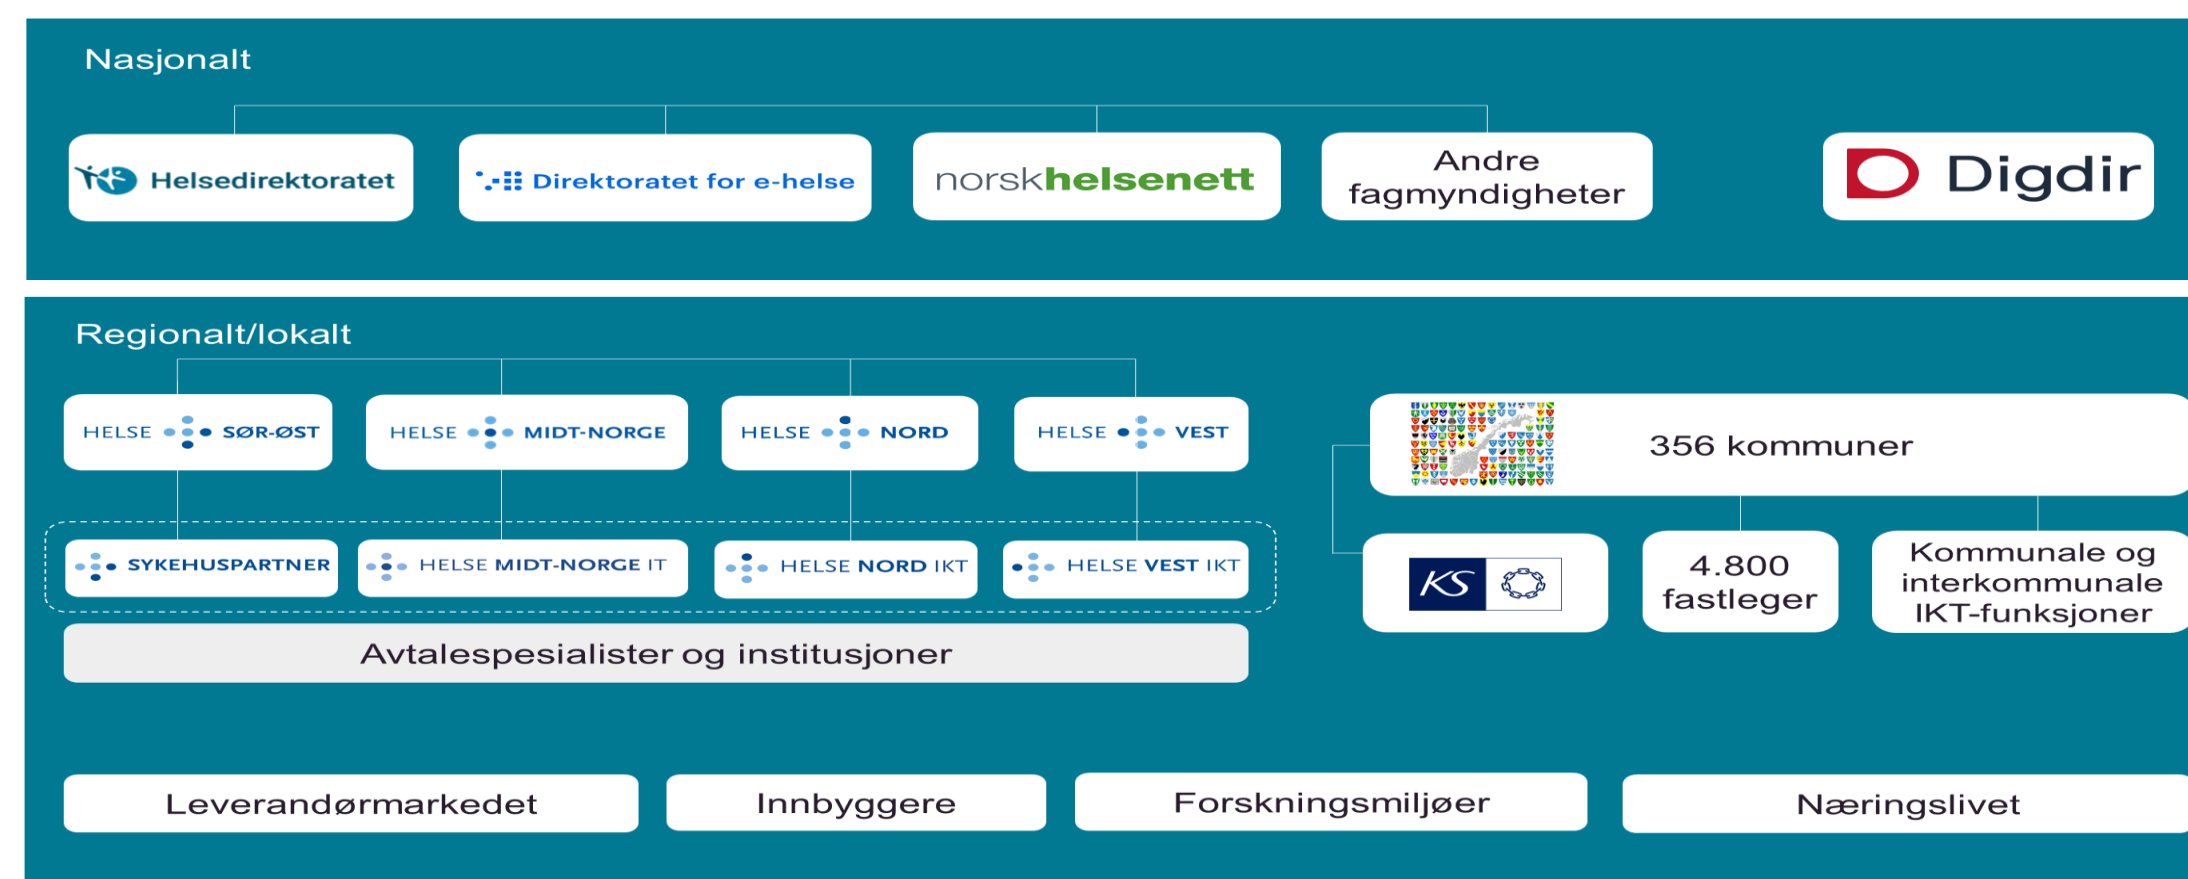 Nasjonalt
Helsedirektoratet
Direktoratet for e-helse
norskhelsenett
Andre
fagmyndigheter
Digdir
Regionalt/lokalt
HELSE SØR-ØST
HELSE MIDT-NORGE
HELSE NORD
HELSE VEST
356 kommuner
SYKEHUSPARTNER
HELSE MIDT-NORGE IT
HELSE NORD IKT
HELSE VEST IKT
KS
4.800
fastleger
Kommunale og
interkommunale
IKT-funksjoner
Avtalespesialister og institusjoner
Leverandørmarkedet
Innbyggere
Forskningsmiljøer
Næringslivet